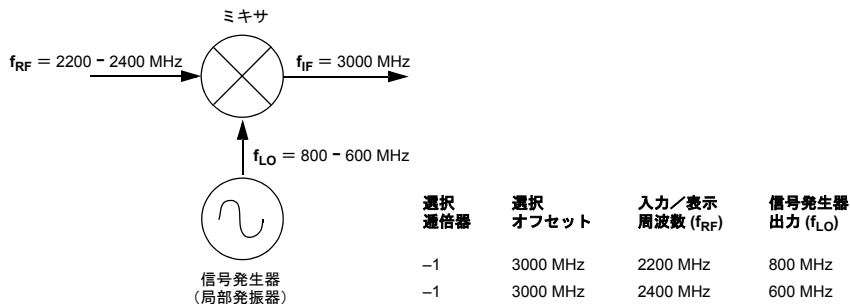 ミキサ
fRF = 2200 − 2400 MHz
fIF = 3000 MHz
fLO = 800 − 600 MHz
信号発生器
（局部発振器）
選択 選択 入力／表示 信号発生器
逓倍器 オフセット 周波数 (fRF) 出力 (fLO)
–1 3000 MHz 2200 MHz 800 MHz
–1 3000 MHz 2400 MHz 600 MHz